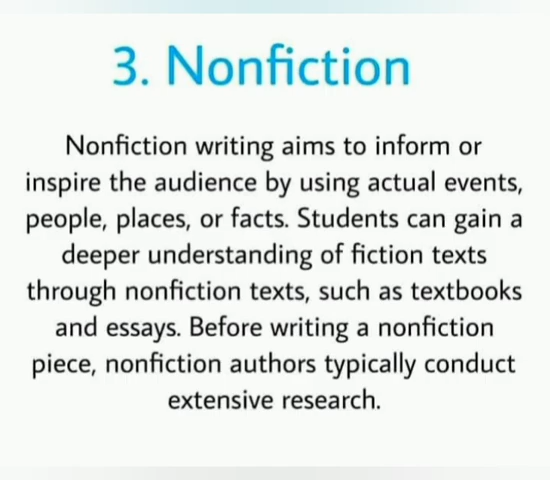 3. Nonfiction
Nonfiction writing aims to inform or
inspire the audience by using actual events,
people, places, or facts. Students can gain a
deeper understanding of fiction texts
through nonfiction texts, such as textbooks
and essays. Before writing a nonfiction
piece, nonfiction authors typically conduct
extensive research.